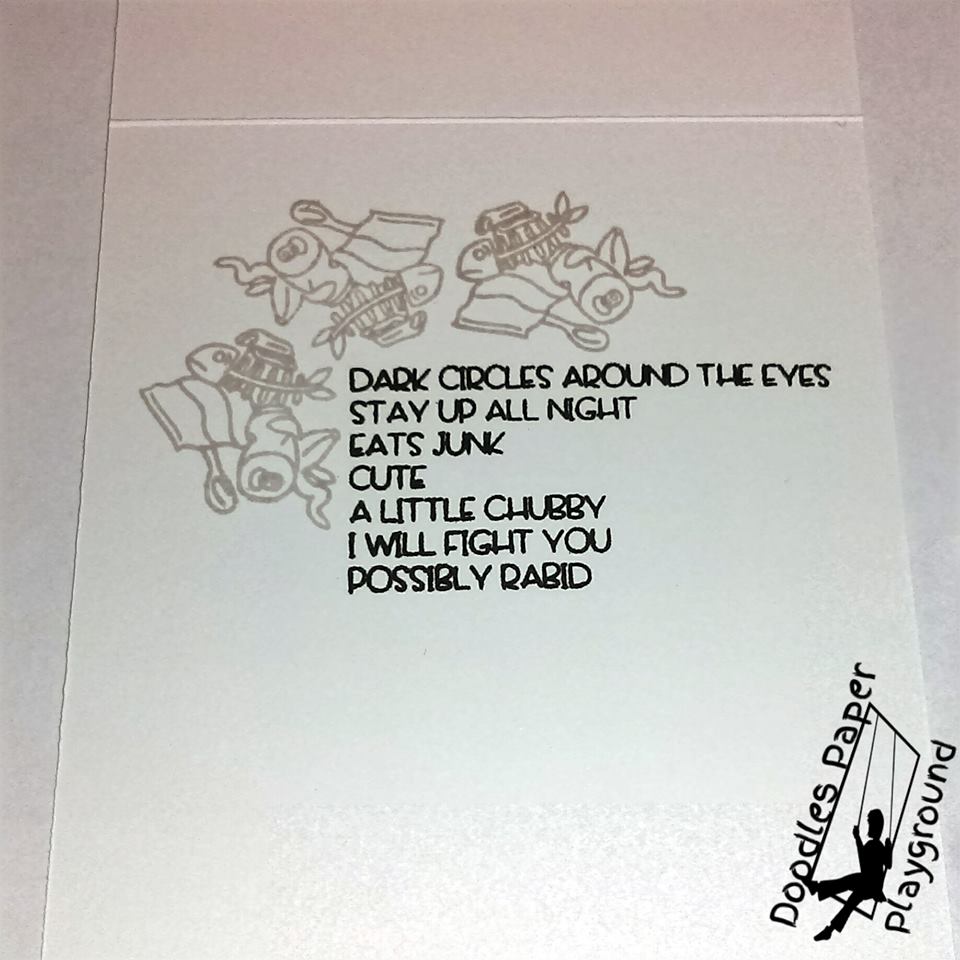 DARK CIRCLES AROUND THE EYES
STAY UP ALL NIGHT
EATS JUNK
CUTE
A LITTLE CHUBBY
I WILL FIGHT YOU
POSSIBLY RABID
Doodles Paper
Playground